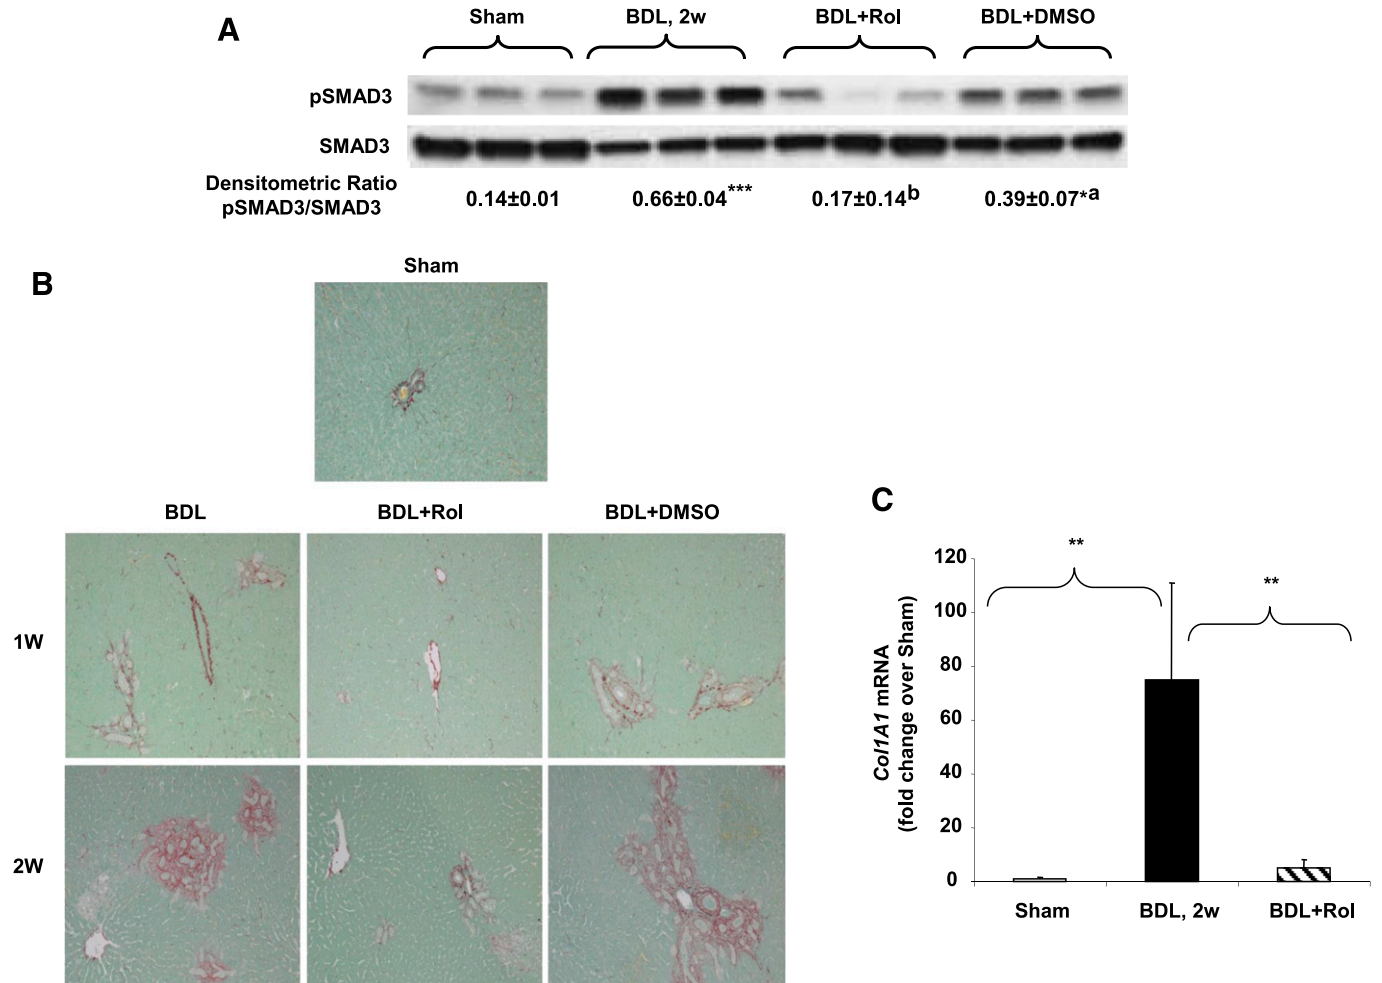 A
Sham BDL, 2w BDL+Rol BDL+DMSO
pSMAD3
SMAD3
Densitometric Ratio
pSMAD3/SMAD3
0.14±0.01 0.66±0.04*** 0.17±0.14b 0.39±0.07*a
B
Sham
BDL BDL+Rol BDL+DMSO
1W
2W
C
**
**
Col1A1 mRNA
(fold change over Sham)
120
100
80
60
40
20
0
Sham BDL, 2w BDL+Rol